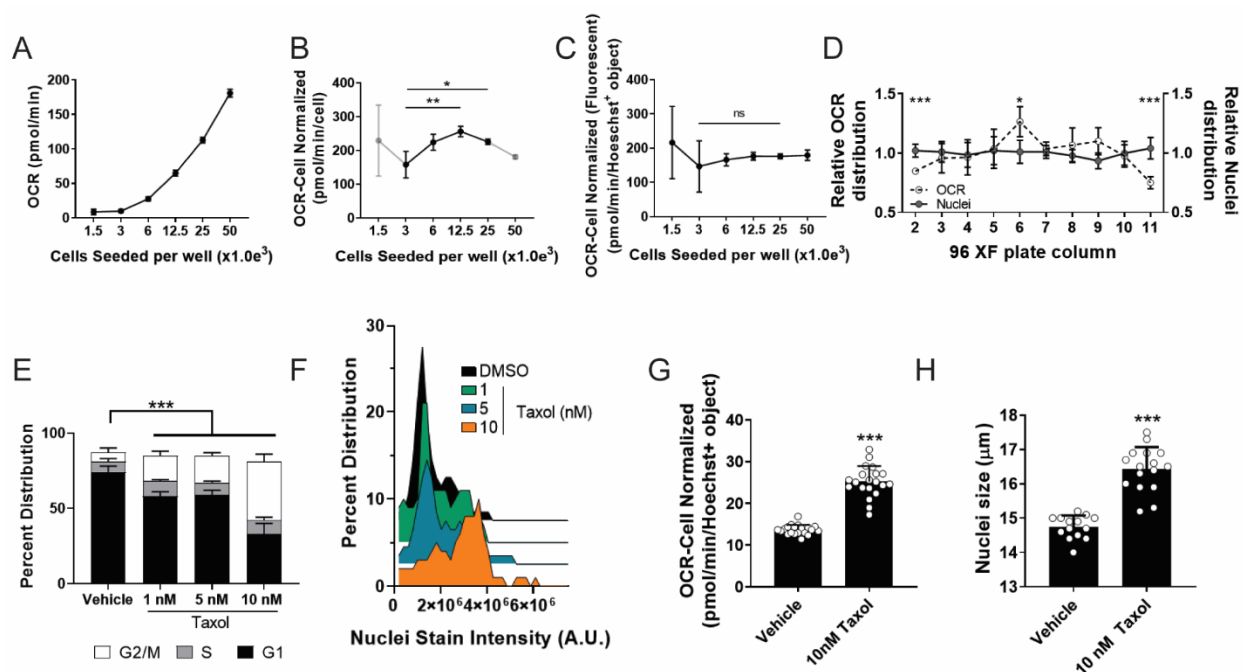 A
OCR (pmol/min)
200
150
100
50
0
1.5 3 6 12.5 25 50
Cells Seeded per well (x1.0e³)
B
OCR-Cell Normalized
(pmol/min/cell)
400
300
200
100
0
* 
**
1.5 3 6 12.5 25 50
Cells Seeded per well (x1.0e³)
C
OCR-Cell Normalized (Fluorescent)
(pmol/min/Hoeschst⁺ object)
400
300
200
100
0
ns
1.5 3 6 12.5 25 50
Cells Seeded per well (x1.0e³)
D
Relative OCR
distribution
1.5
1.0
0.5
*** * ***
OCR
Nuclei
1.5
1.0
0.5
Relative Nuclei
distribution
2 3 4 5 6 7 8 9 10 11
96 XF plate column
E
Percent Distribution
100
50
0
***
Vehicle 1 nM 5 nM 10 nM
Taxol
G2/M S G1
F
Percent Distribution
30
20
10
0
DMSO
1
5
10
Taxol (nM)
0 2×10⁶ 4×10⁶ 6×10⁶
Nuclei Stain Intensity (A.U.)
G
OCR-Cell Normalized
(pmol/min/Hoechst+ object)
40
30
20
10
0
***
Vehicle
10nM Taxol
H
Nuclei size (µm)
18
17
16
15
14
13
***
Vehicle
10 nM Taxol